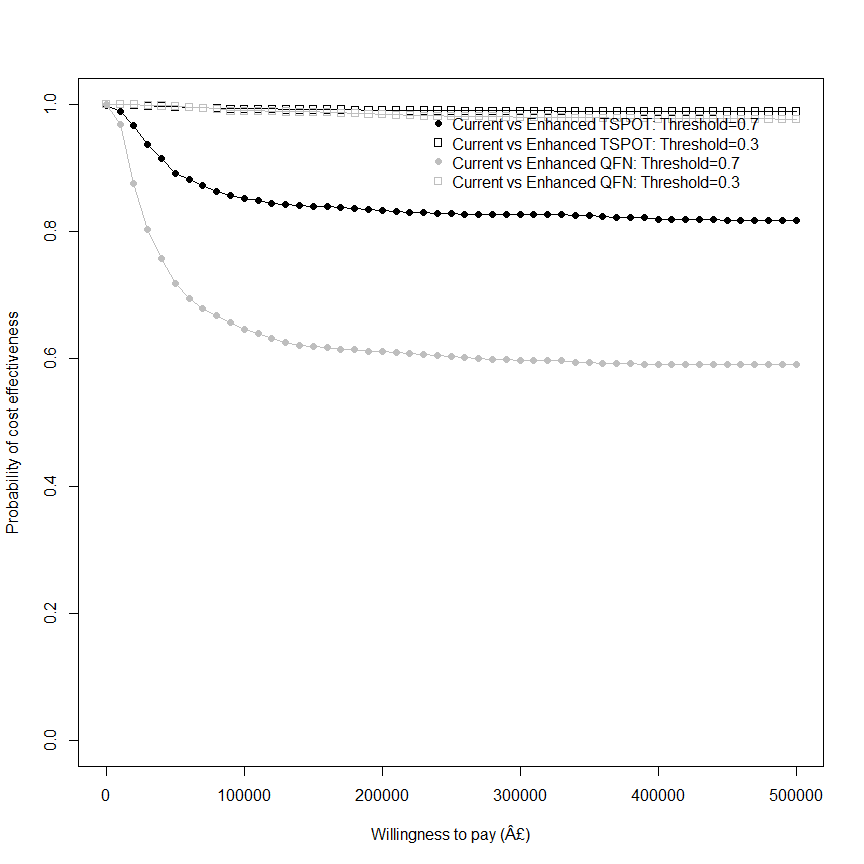 1.0
0.8
0.6
0.4
0.2
0.0
Probability of cost effectiveness
Current vs Enhanced TSPOT: Threshold=0.7
Current vs Enhanced TSPOT: Threshold=0.3
Current vs Enhanced QFN: Threshold=0.7
Current vs Enhanced QFN: Threshold=0.3
0 100000 200000 300000 400000 500000
Willingness to pay (Â£)